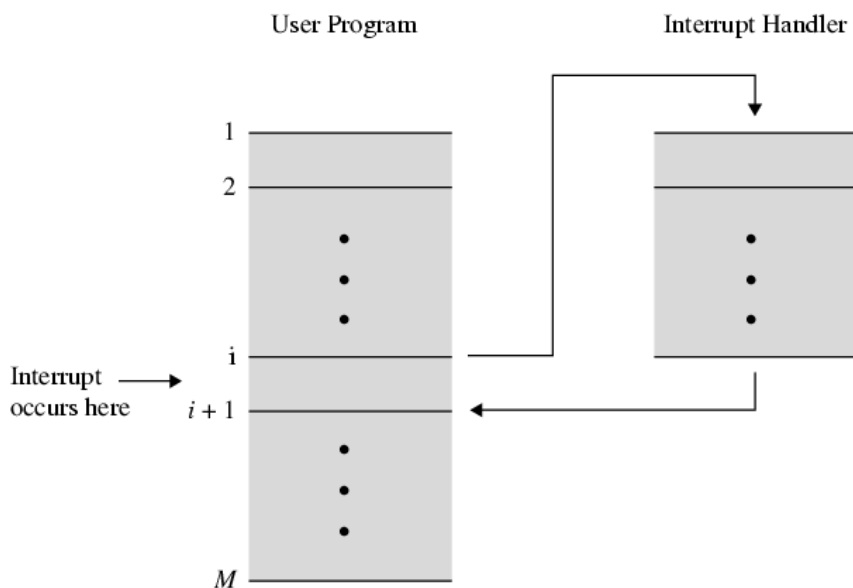 User Program
Interrupt Handler
1
2
i
Interrupt
occurs here
i + 1
M